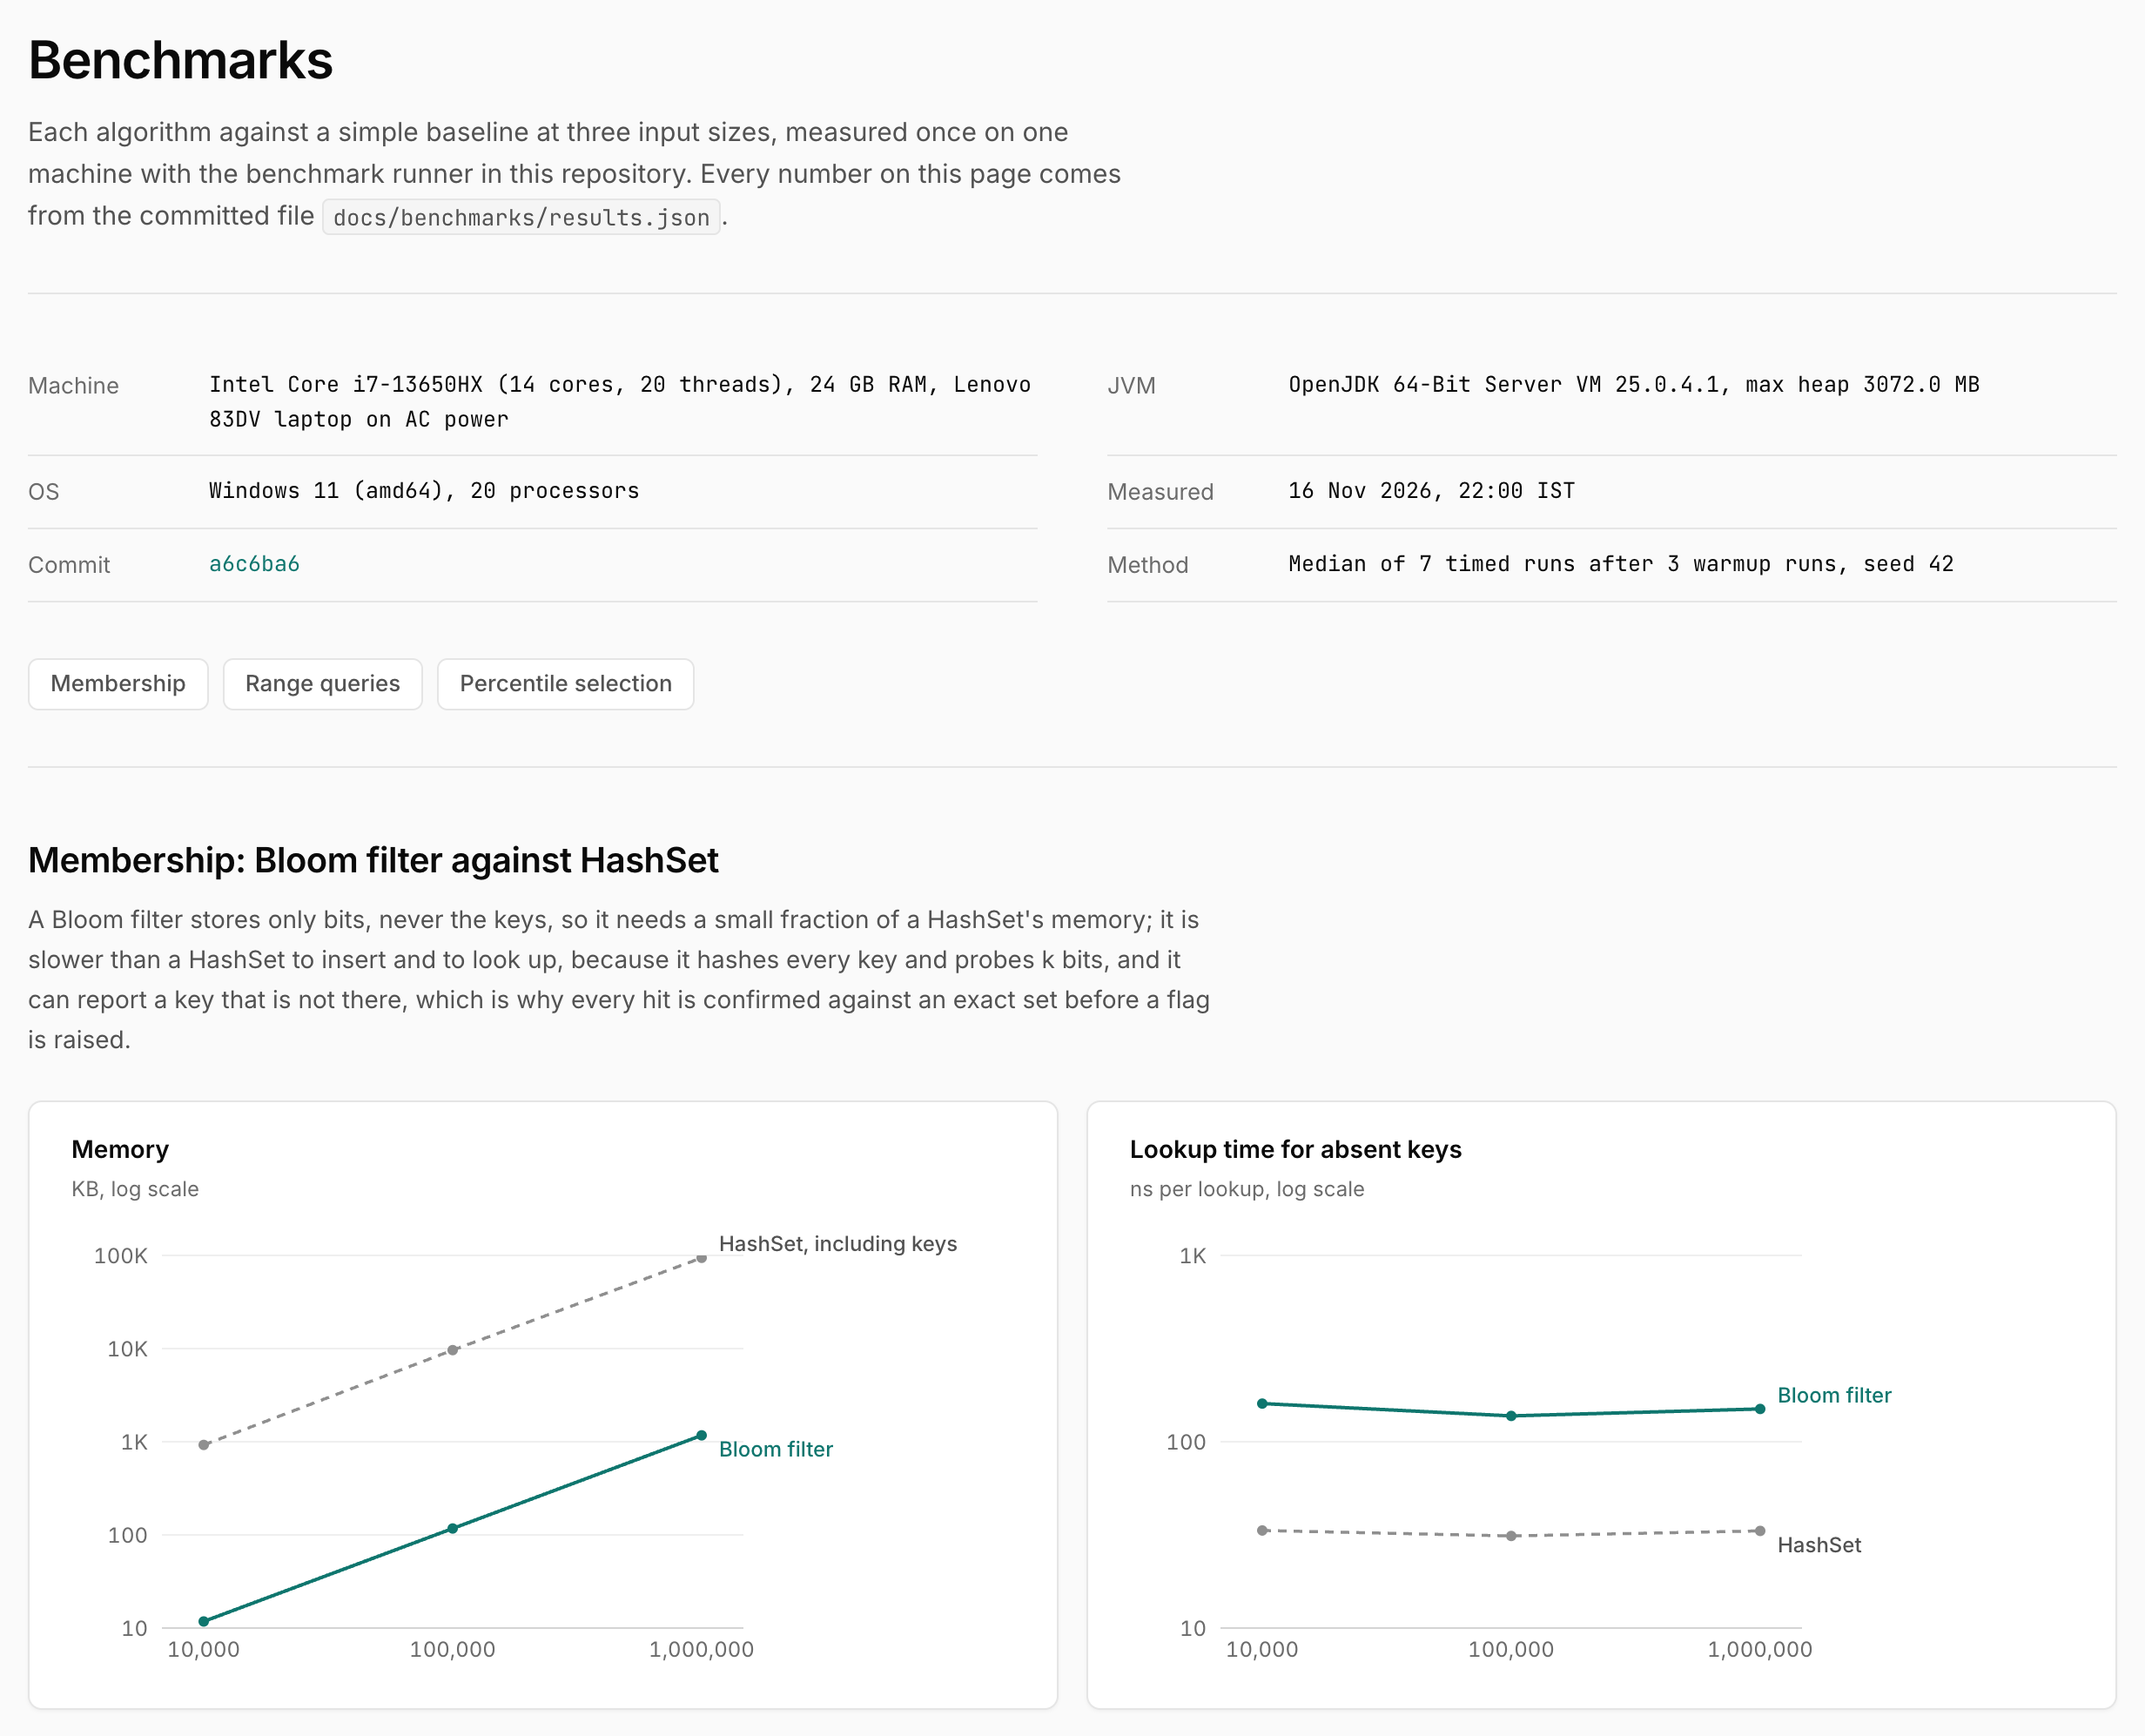 Benchmarks
Each algorithm against a simple baseline at three input sizes, measured once on one
machine with the benchmark runner in this repository. Every number on this page comes
from the committed file docs/benchmarks/results.json.
Machine
Intel Core i7-13650HX (14 cores, 20 threads), 24 GB RAM, Lenovo
83DV laptop on AC power
JVM
OpenJDK 64-Bit Server VM 25.0.4.1, max heap 3072.0 MB
OS
Windows 11 (amd64), 20 processors
Measured
16 Nov 2026, 22:00 IST
Commit
a6c6ba6
Method
Median of 7 timed runs after 3 warmup runs, seed 42
Membership
Range queries
Percentile selection
Membership: Bloom filter against HashSet
A Bloom filter stores only bits, never the keys, so it needs a small fraction of a HashSet's memory; it is
slower than a HashSet to insert and to look up, because it hashes every key and probes k bits, and it
can report a key that is not there, which is why every hit is confirmed against an exact set before a flag
is raised.
Memory
KB, log scale
HashSet, including keys
100K
10K
1K
Bloom filter
100
10
10,000
100,000
1,000,000
Lookup time for absent keys
ns per lookup, log scale
1K
Bloom filter
100
HashSet
10
10,000
100,000
1,000,000